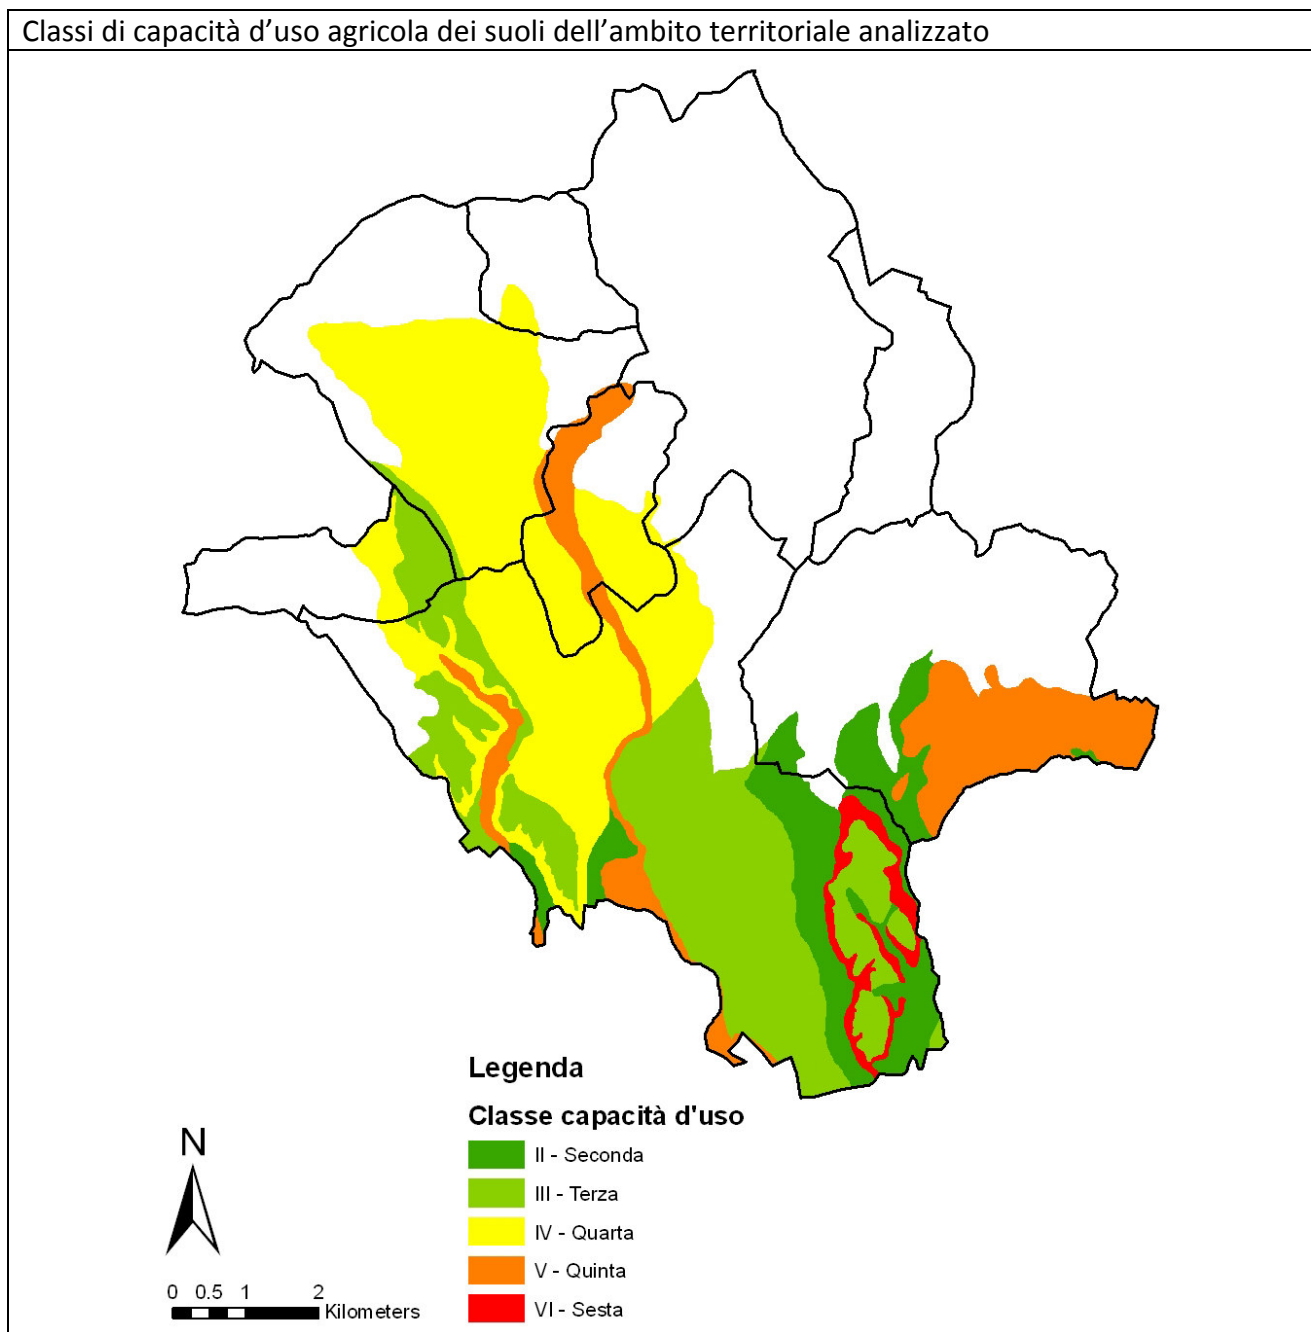 Classi di capacità d’uso agricola dei suoli dell’ambito territoriale analizzato
Legenda
Classe capacità d'uso
II - Seconda
III - Terza
IV - Quarta
V - Quinta
VI - Sesta
N
0 0.5 1 2
Kilometers